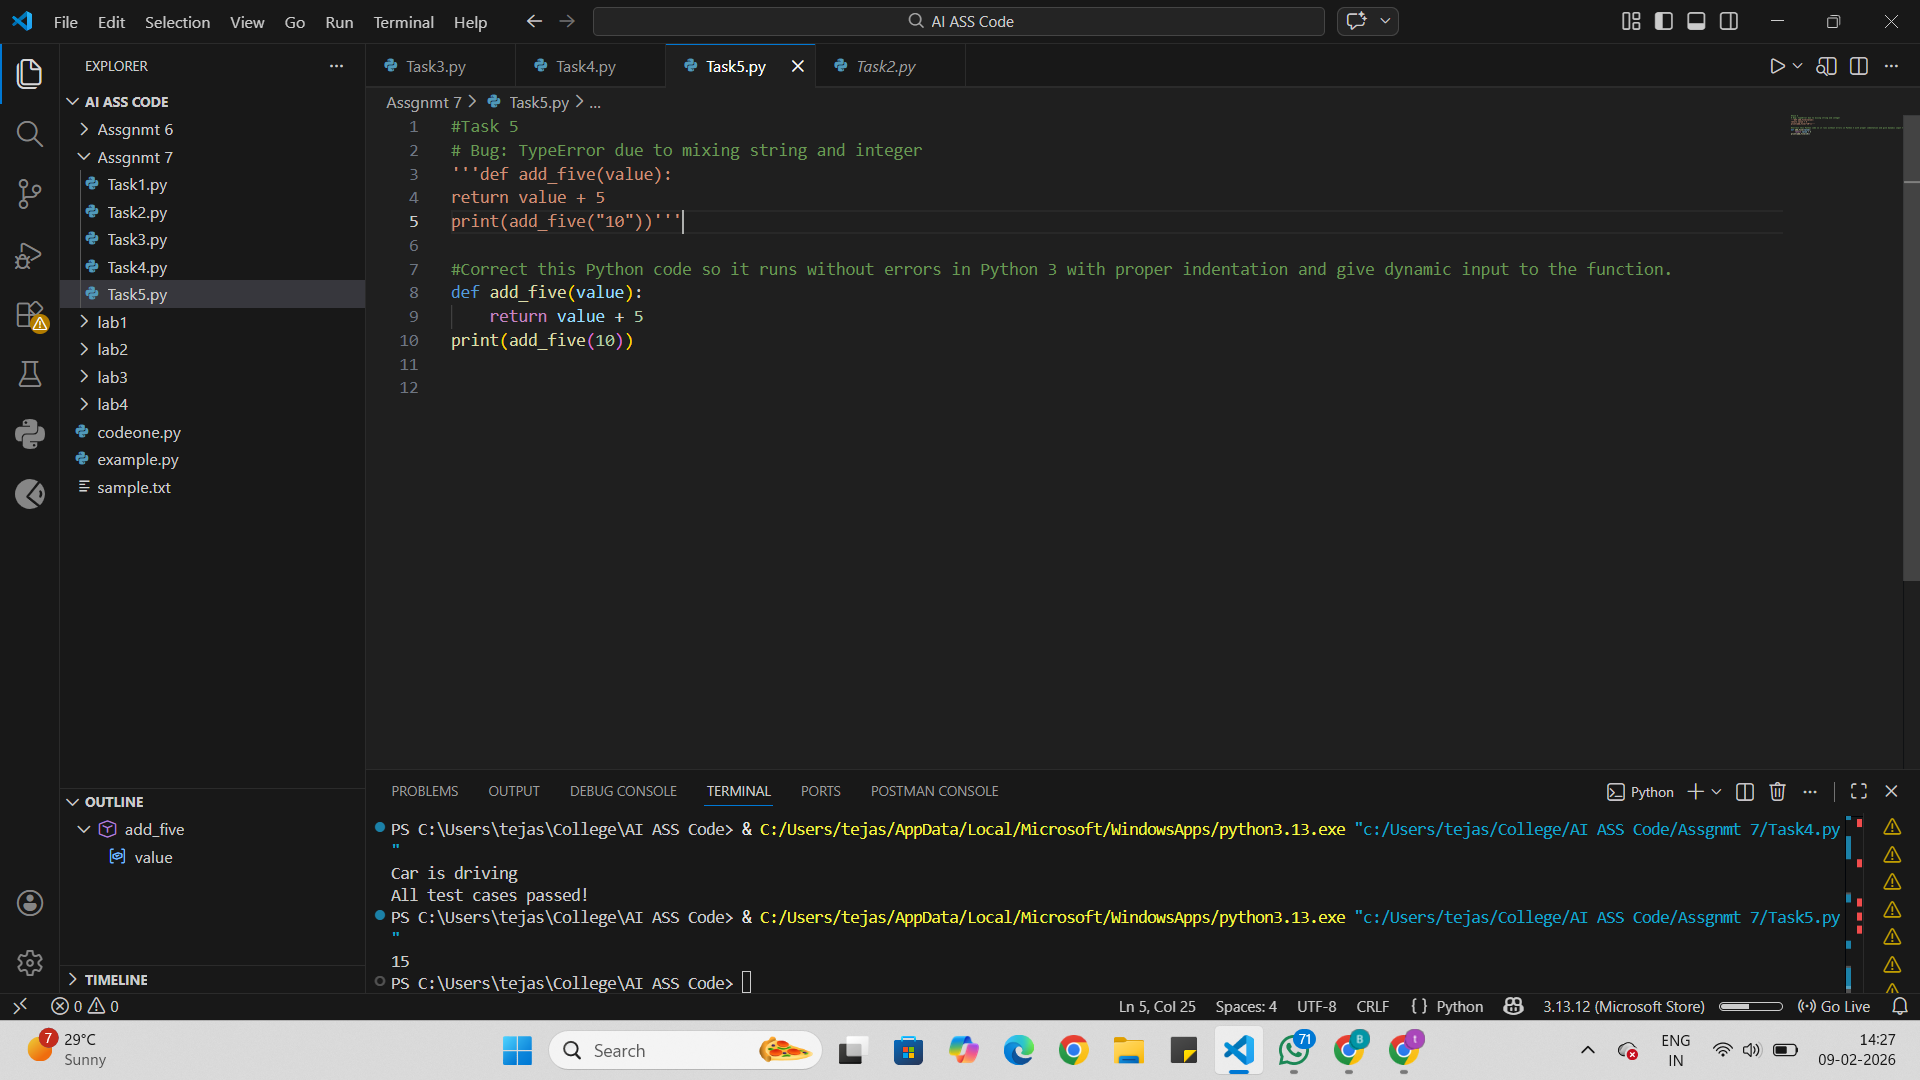 File Edit Selection View Go Run Terminal Help
AI ASS Code
EXPLORER
AI ASS CODE
Assgnmt 6
Assgnmt 7
Task1.py
Task2.py
Task3.py
Task4.py
Task5.py
lab1
lab2
lab3
lab4
codeone.py
example.py
sample.txt
OUTLINE
add_five
value
TIMELINE
Task3.py Task4.py Task5.py Task2.py
Assgnmt 7 > Task5.py > ...
1 #Task 5
2 # Bug: TypeError due to mixing string and integer
3 '''def add_five(value):
4 return value + 5
5 print(add_five("10"))'''
6
7 #Correct this Python code so it runs without errors in Python 3 with proper indentation and give dynamic input to the function.
8 def add_five(value):
9     return value + 5
10 print(add_five(10))
11
12
PROBLEMS OUTPUT DEBUG CONSOLE TERMINAL PORTS POSTMAN CONSOLE
Python
PS C:\Users\tejas\College\AI ASS Code> & C:/Users/tejas/AppData/Local/Microsoft/WindowsApps/python3.13.exe "c:/Users/tejas/College/AI ASS Code/Assgnmt 7/Task4.py
"
Car is driving
All test cases passed!
PS C:\Users\tejas\College\AI ASS Code> & C:/Users/tejas/AppData/Local/Microsoft/WindowsApps/python3.13.exe "c:/Users/tejas/College/AI ASS Code/Assgnmt 7/Task5.py
"
15
PS C:\Users\tejas\College\AI ASS Code>
0 0
Ln 5, Col 25 Spaces: 4 UTF-8 CRLF { } Python 3.13.12 (Microsoft Store) Go Live
7
29°C
Sunny
Search
71
B
t
ENG
IN
14:27
09-02-2026